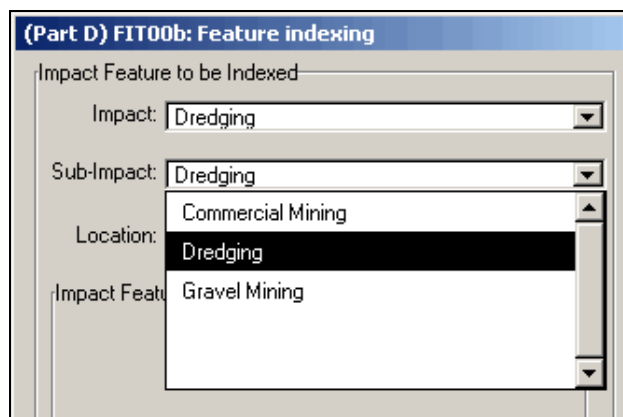 (Part D) FIT00b: Feature indexing
Impact Feature to be Indexed
Impact: Dredging
Sub-Impact: Dredging
Commercial Mining
Location:
Dredging
Impact Featu
Gravel Mining